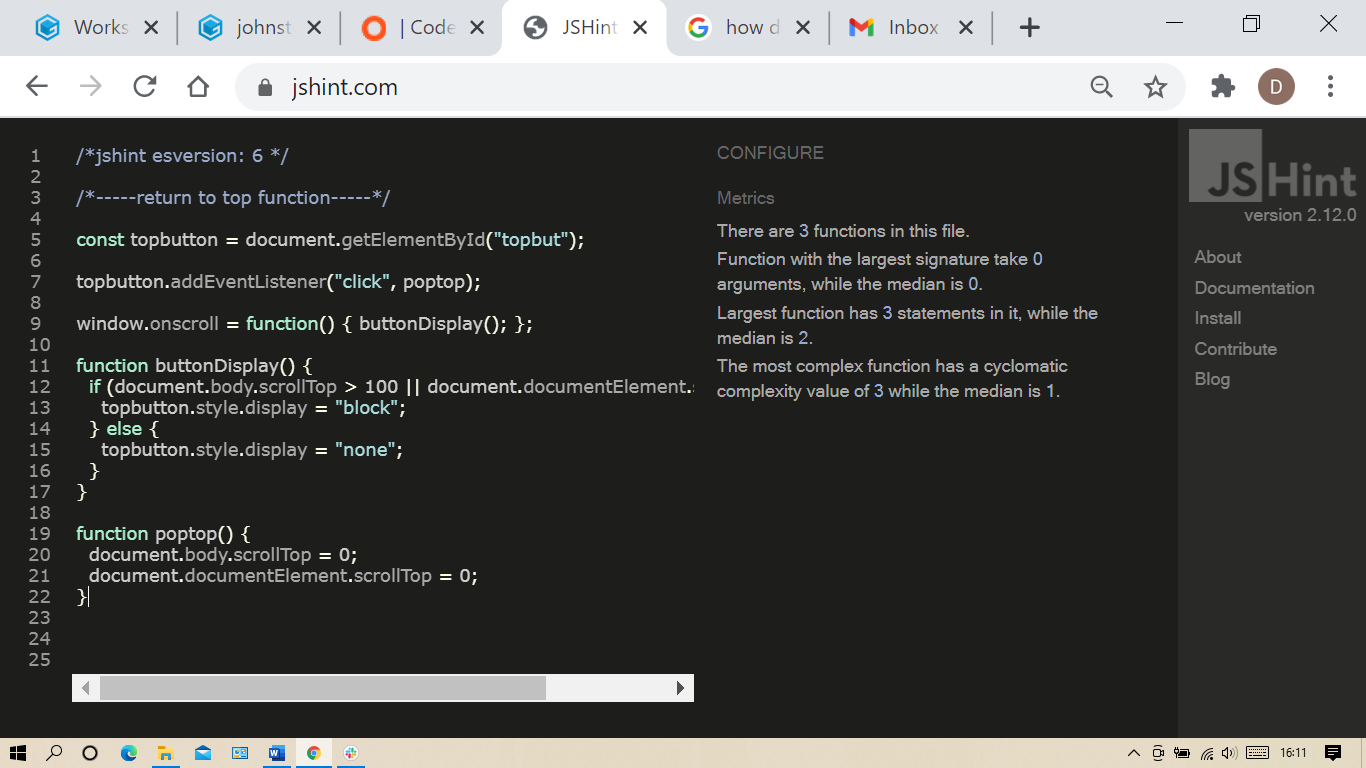 Works
johnst
| Code
JSHint
how d
Inbox
D
jshint.com
1 /*jshint esversion: 6 */
2
3 /*-----return to top function-----*/
4
5 const topbutton = document.getElementById("topbut");
6
7 topbutton.addEventListener("click", poptop);
8
9 window.onscroll = function() { buttonDisplay(); };
10
11 function buttonDisplay() {
12 if (document.body.scrollTop > 100 || document.documentElement.
13 topbutton.style.display = "block";
14 } else {
15 topbutton.style.display = "none";
16 }
17 }
18
19 function poptop() {
20 document.body.scrollTop = 0;
21 document.documentElement.scrollTop = 0;
22 }
23
24
25
CONFIGURE
Metrics
There are 3 functions in this file.
Function with the largest signature take 0
arguments, while the median is 0.
Largest function has 3 statements in it, while the
median is 2.
The most complex function has a cyclomatic
complexity value of 3 while the median is 1.
JSHint
version 2.12.0
About
Documentation
Install
Contribute
Blog
16:11